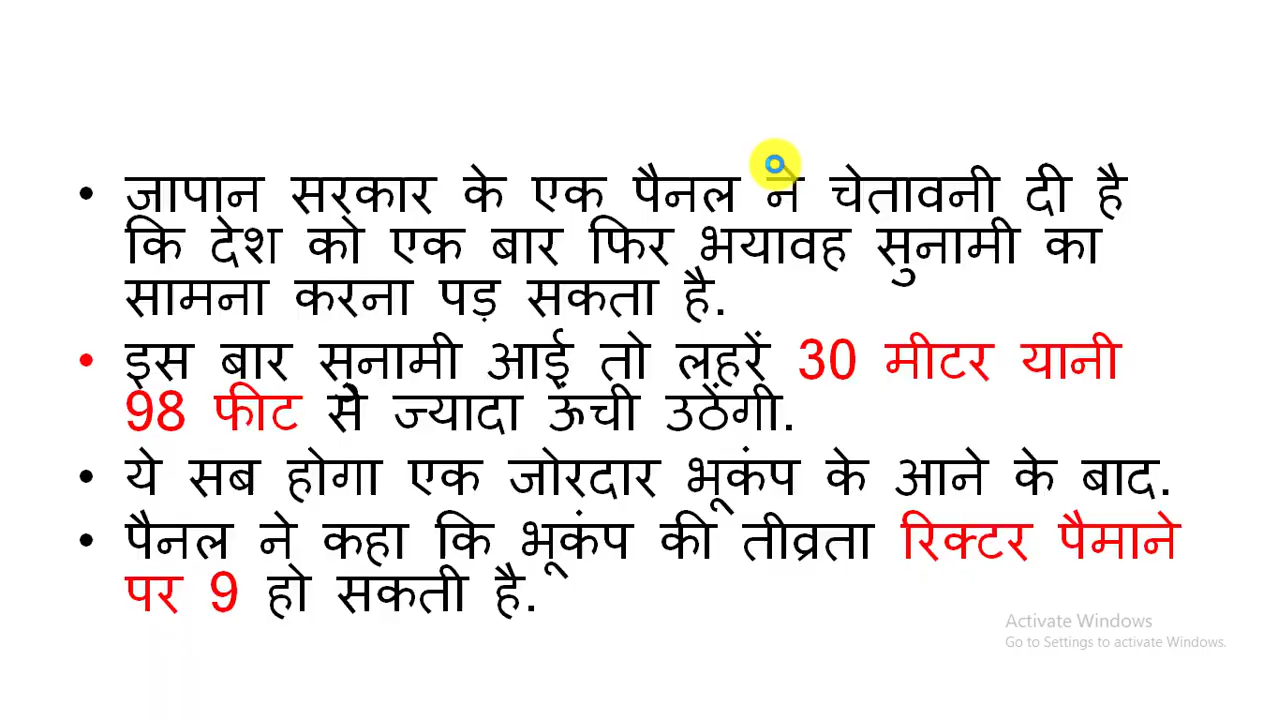 • जापान सरकार के एक पैनल ने चेतावनी दी है
कि देश को एक बार फिर भयावह सुनामी का
सामना करना पड़ सकता है.
• इस बार सुनामी आई तो लहरें 30 मीटर यानी
98 फीट से ज्यादा ऊंची उठेंगी.
• ये सब होगा एक जोरदार भूकंप के आने के बाद.
• पैनल ने कहा कि भूकंप की तीव्रता रिक्टर पैमाने
पर 9 हो सकती है.
Activate Windows
Go to Settings to activate Windows.